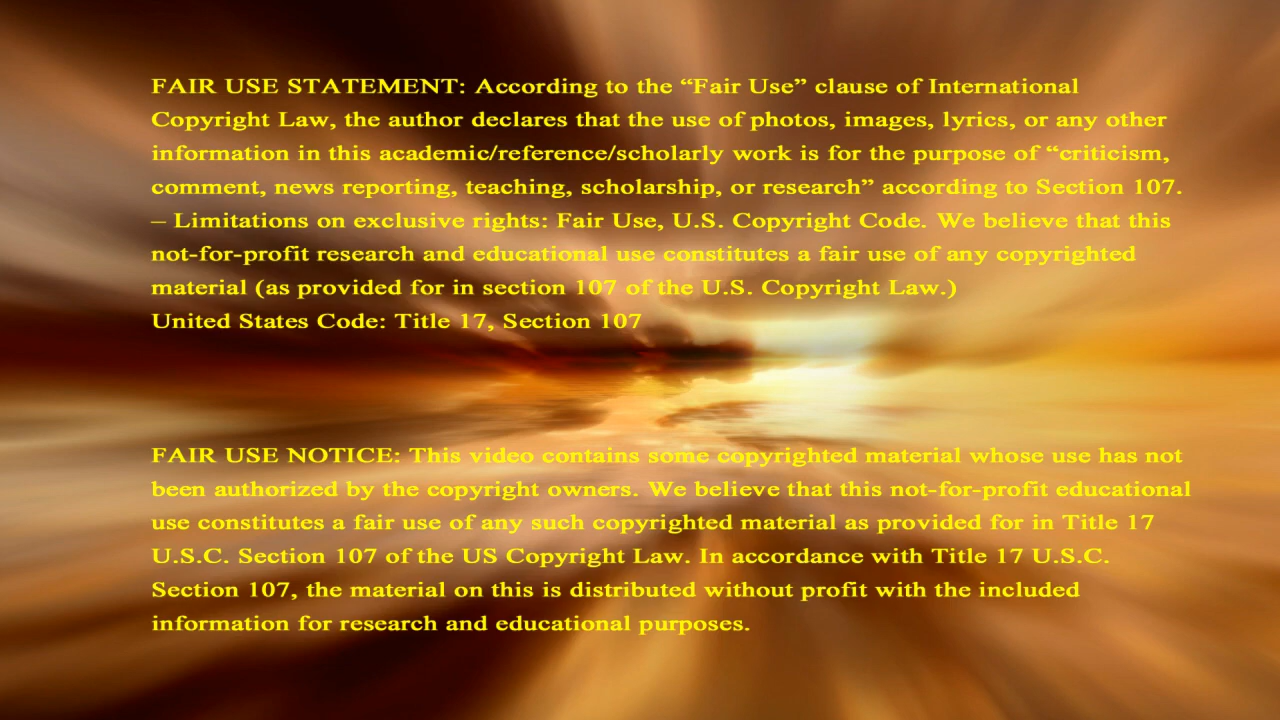 FAIR USE STATEMENT: According to the “Fair Use” clause of International
Copyright Law, the author declares that the use of photos, images, lyrics, or any other
information in this academic/reference/scholarly work is for the purpose of “criticism,
comment, news reporting, teaching, scholarship, or research” according to Section 107.
– Limitations on exclusive rights: Fair Use, U.S. Copyright Code. We believe that this
not-for-profit research and educational use constitutes a fair use of any copyrighted
material (as provided for in section 107 of the U.S. Copyright Law.)
United States Code: Title 17, Section 107
FAIR USE NOTICE: This video contains some copyrighted material whose use has not
been authorized by the copyright owners. We believe that this not-for-profit educational
use constitutes a fair use of any such copyrighted material as provided for in Title 17
U.S.C. Section 107 of the US Copyright Law. In accordance with Title 17 U.S.C.
Section 107, the material on this is distributed without profit with the included
information for research and educational purposes.